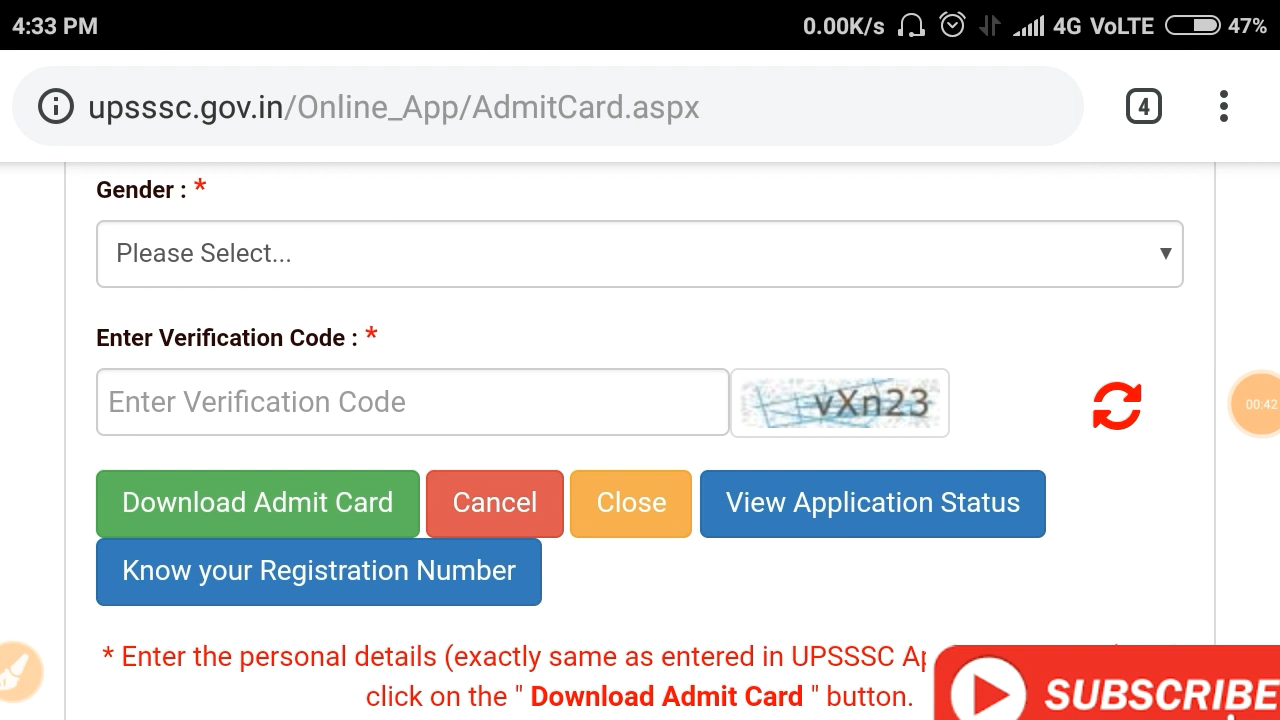 4:33 PM 0.00K/s 4G VoLTE 47%
upsssc.gov.in/Online_App/AdmitCard.aspx 4
Gender : *
Please Select...
Enter Verification Code : *
Enter Verification Code vXn23
00:42
Download Admit Card Cancel Close View Application Status
Know your Registration Number
* Enter the personal details (exactly same as entered in UPSSSC
click on the " Download Admit Card " button.
SUBSCRIBE